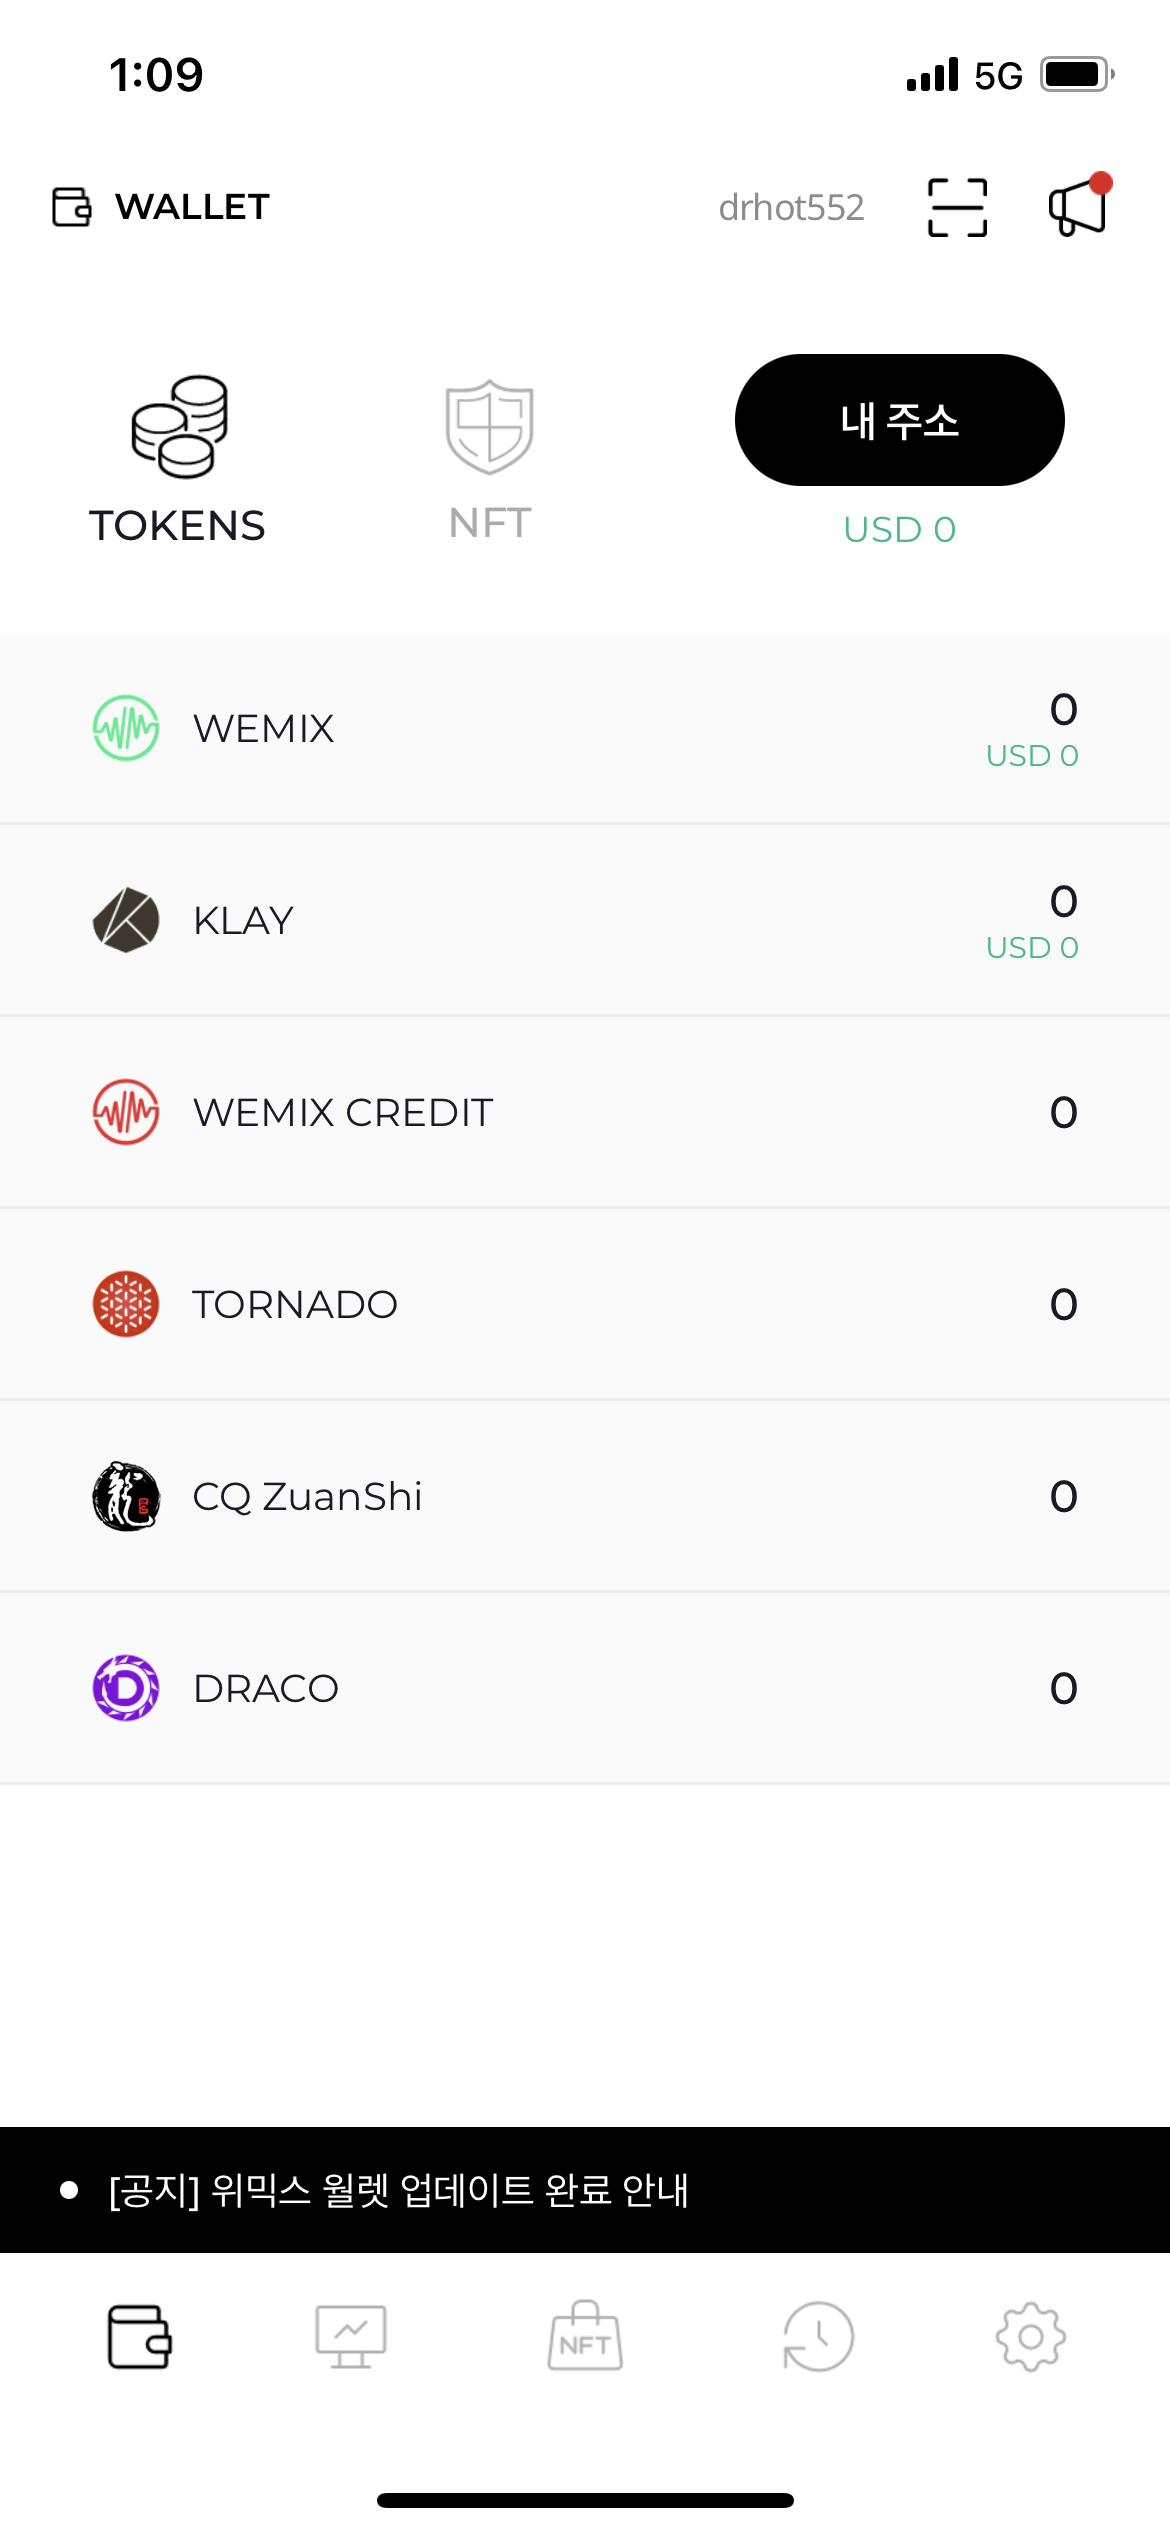 1:09
5G
WALLET
drhot552
TOKENS
NFT
내 주소
USD 0
WEMIX
0
USD 0
KLAY
0
USD 0
WEMIX CREDIT
0
TORNADO
0
CQ ZuanShi
0
DRACO
0
[공지] 위믹스 월렛 업데이트 완료 안내
NFT